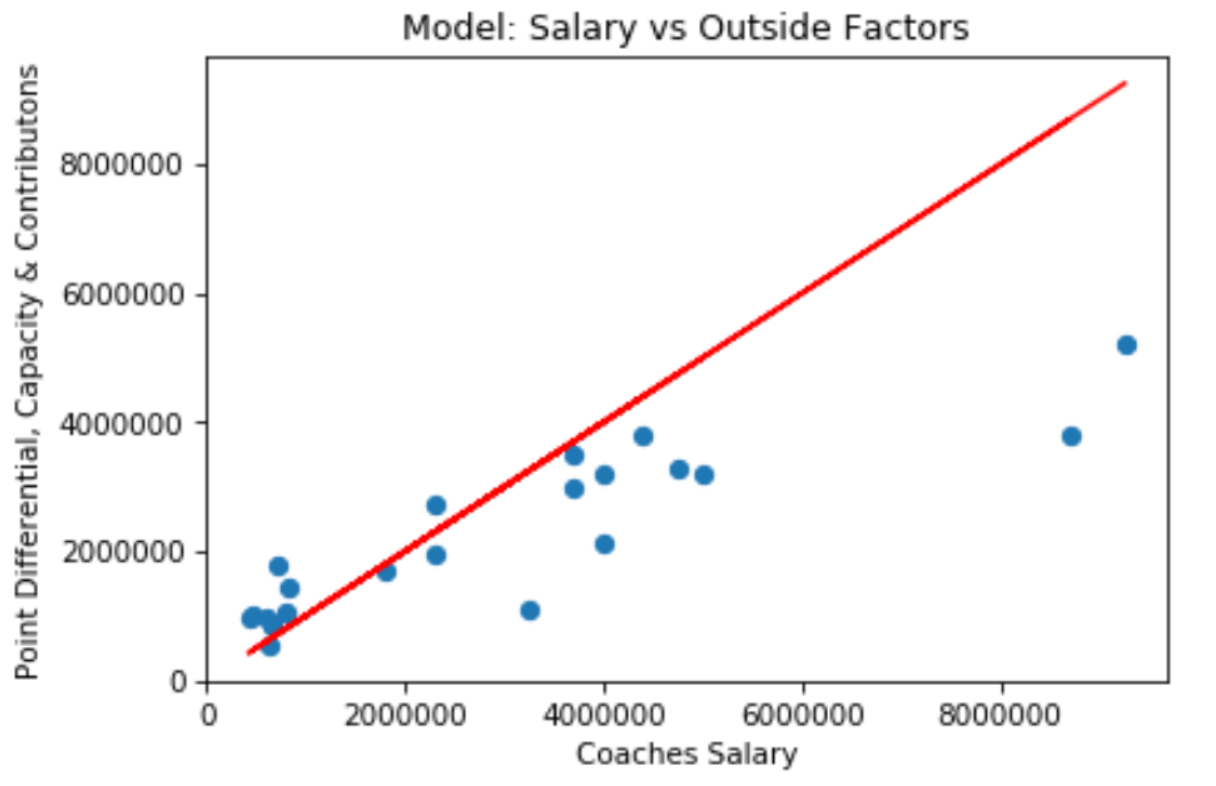 Model: Salary vs Outside Factors
Point Differential, Capacity & Contributons
8000000
6000000
4000000
2000000
0
0 2000000 4000000 6000000 8000000
Coaches Salary